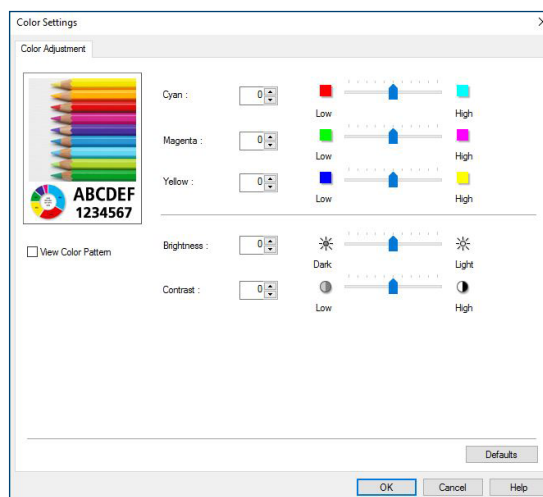 Color Settings
Color Adjustment
Cyan : 0
Low High
Magenta : 0
Low High
Yellow : 0
Low High
ABCDEF
1234567
View Color Pattern
Brightness : 0
Dark Light
Contrast : 0
Low High
Defaults
OK Cancel Help